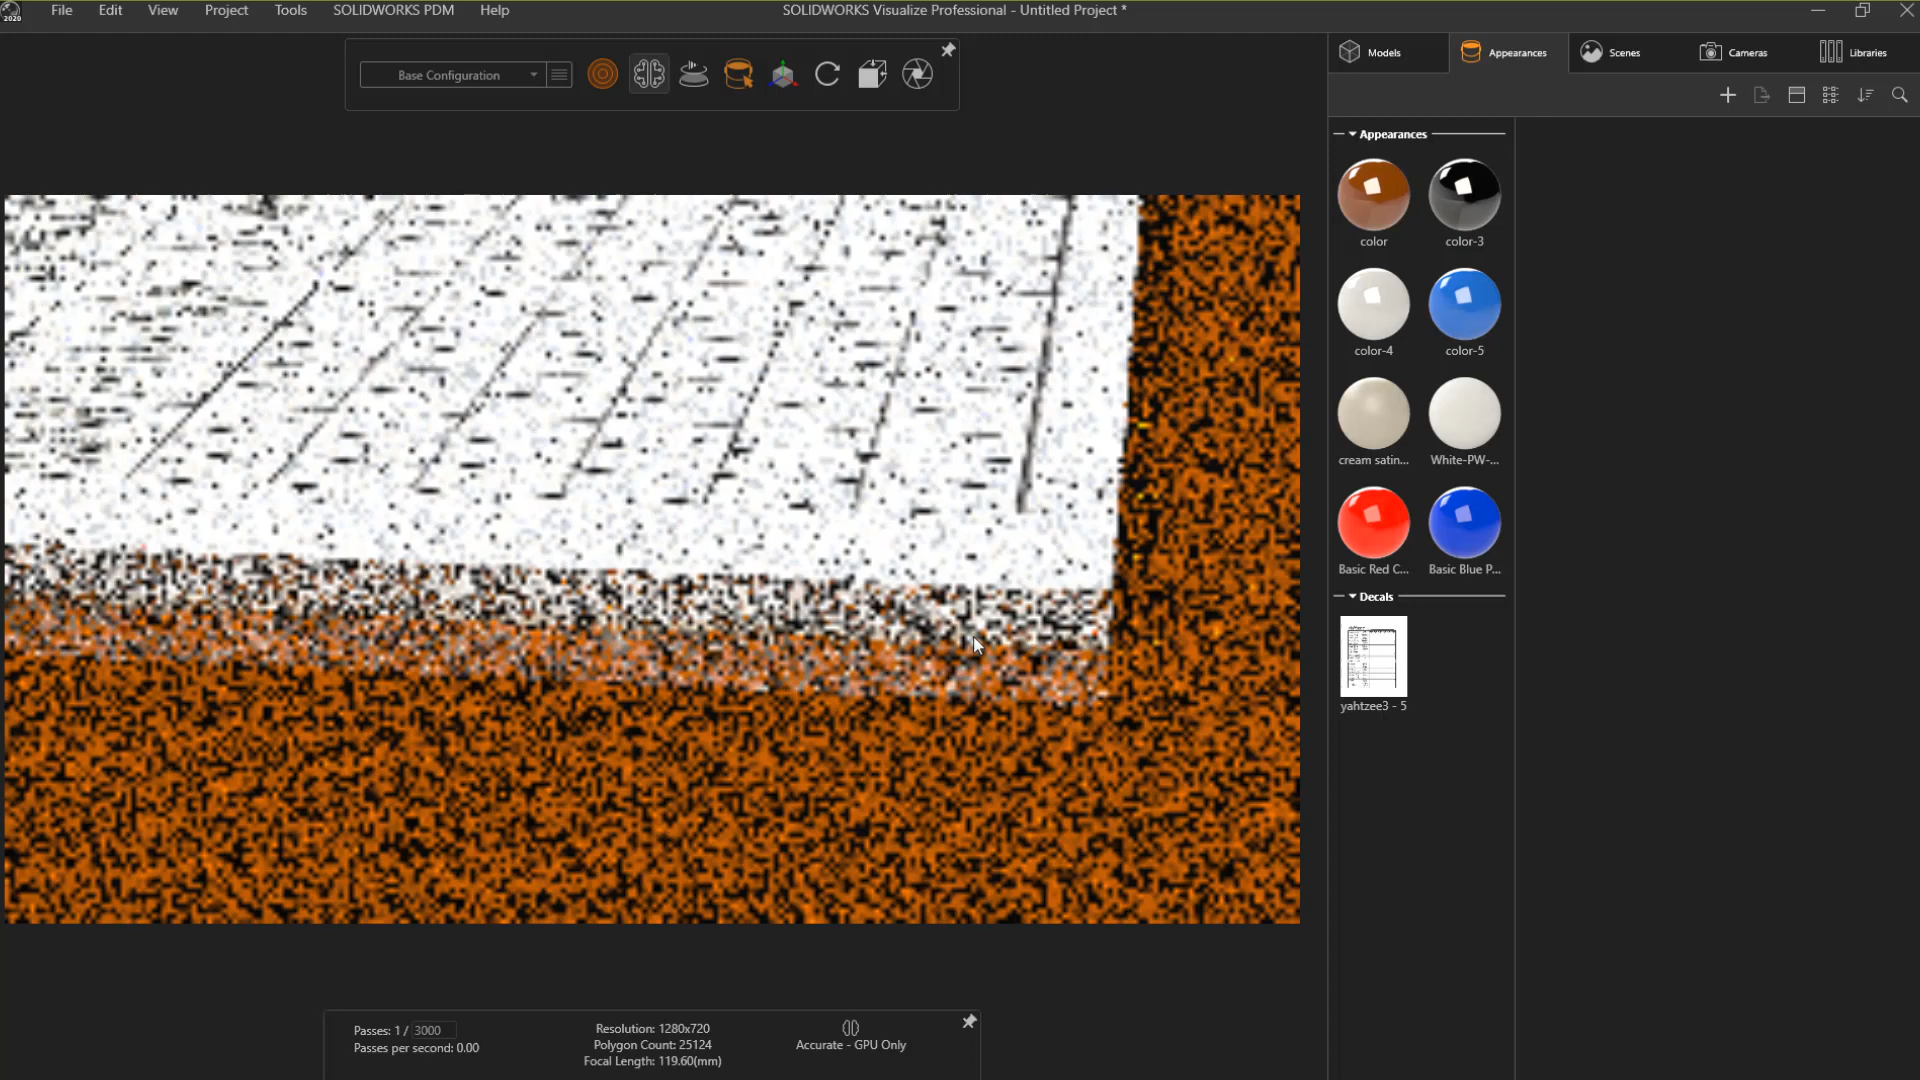 2020
File Edit View Project Tools SOLIDWORKS PDM Help
SOLIDWORKS Visualize Professional - Untitled Project *
Base Configuration
Models Appearances Scenes Cameras Libraries
Appearances
color color-3
color-4 color-5
cream satin... White-PW-...
Basic Red C... Basic Blue P...
Decals
yahtzee3 - 5
Passes: 1 / 3000
Passes per second: 0.00
Resolution: 1280x720
Polygon Count: 25124
Focal Length: 119.60(mm)
Accurate - GPU Only